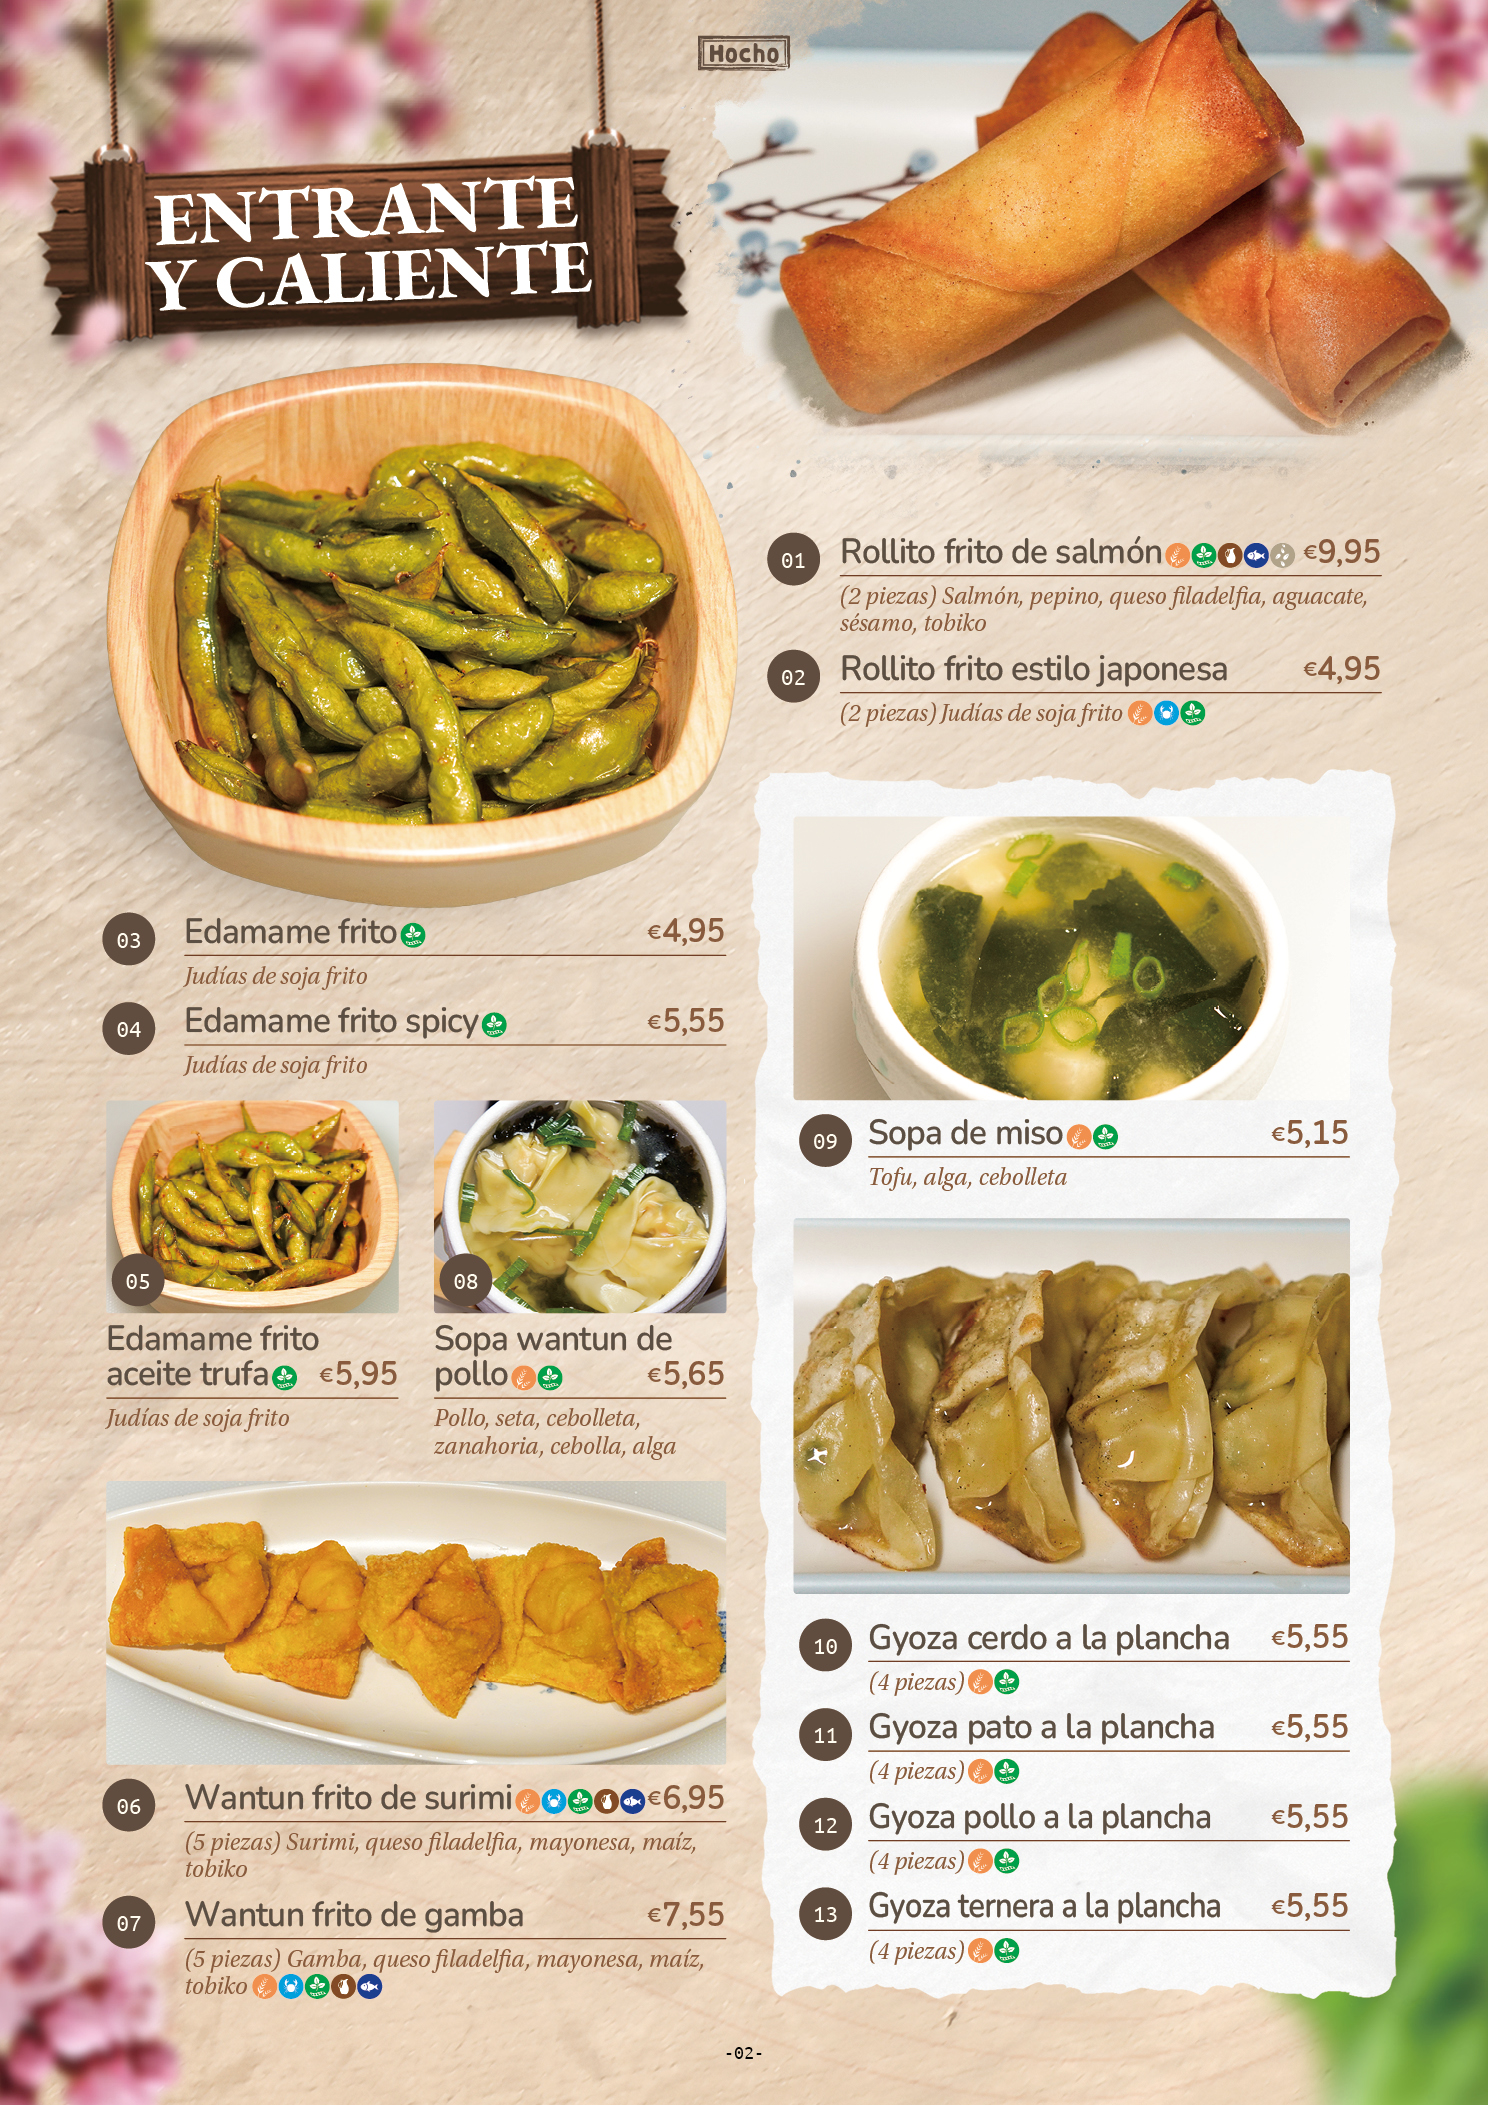 Hocho
ENTRANTE
Y CALIENTE
01
Rollito frito de salmón €9,95
(2 piezas) Salmón, pepino, queso filadelfia, aguacate,
sésamo, tobiko
02
Rollito frito estilo japonesa €4,95
(2 piezas) Judías de soja frito
03
Edamame frito €4,95
Judías de soja frito
04
Edamame frito spicy €5,55
Judías de soja frito
05
Edamame frito
aceite trufa €5,95
Judías de soja frito
08
Sopa wantun de
pollo €5,65
Pollo, seta, cebolleta,
zanahoria, cebolla, alga
06
Wantun frito de surimi €6,95
(5 piezas) Surimi, queso filadelfia, mayonesa, maíz,
tobiko
07
Wantun frito de gamba €7,55
(5 piezas) Gamba, queso filadelfia, mayonesa, maíz,
tobiko
09
Sopa de miso €5,15
Tofu, alga, cebolleta
10
Gyoza cerdo a la plancha €5,55
(4 piezas)
11
Gyoza pato a la plancha €5,55
(4 piezas)
12
Gyoza pollo a la plancha €5,55
(4 piezas)
13
Gyoza ternera a la plancha €5,55
(4 piezas)
-02-